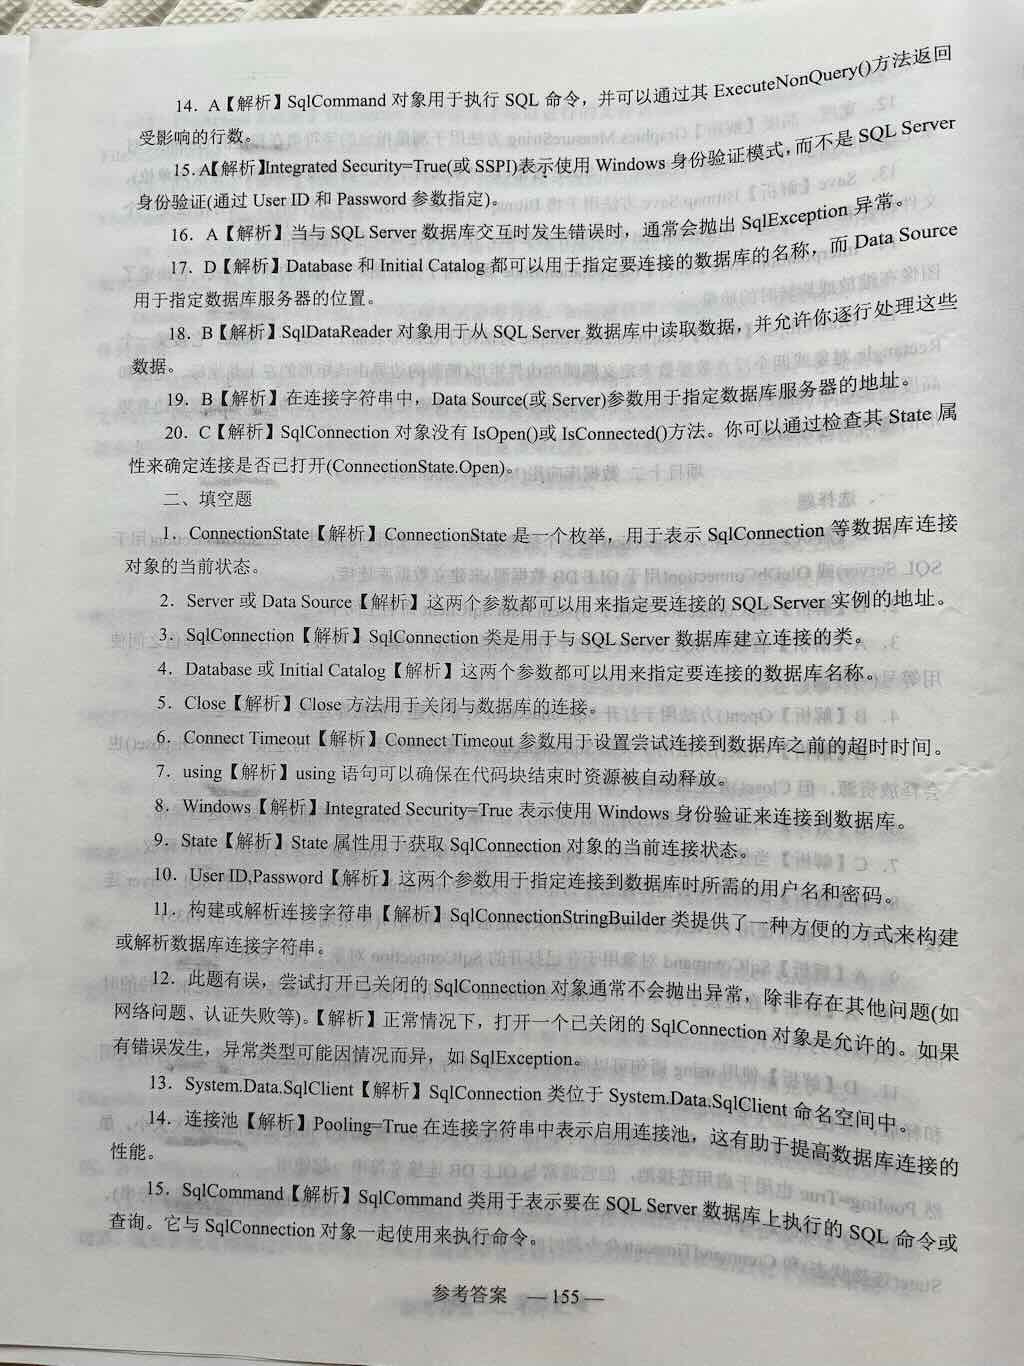 14．A【解析】SqlCommand 对象用于执行 SQL 命令，并可以通过其 ExecuteNonQuery()方法返回
受影响的行数。
15．A【解析】Integrated Security=True(或 SSPI)表示使用 Windows 身份验证模式，而不是 SQL Server
身份验证(通过 User ID 和 Password 参数指定)。
16．A【解析】当与 SQL Server 数据库交互时发生错误时，通常会抛出 SqlException 异常。
17．D【解析】Database 和 Initial Catalog 都可以用于指定要连接的数据库的名称，而 Data Source
用于指定数据库服务器的位置。
18．B【解析】SqlDataReader 对象用于从 SQL Server 数据库中读取数据，并允许你逐行处理这些
数据。
19．B【解析】在连接字符串中，Data Source(或 Server)参数用于指定数据库服务器的地址。
20．C【解析】SqlConnection 对象没有 IsOpen()或 IsConnected()方法。你可以通过检查其 State 属
性来确定连接是否已打开(ConnectionState.Open)。
二、填空题
1．ConnectionState【解析】ConnectionState 是一个枚举，用于表示 SqlConnection 等数据库连接
对象的当前状态。
2．Server 或 Data Source【解析】这两个参数都可以用来指定要连接的 SQL Server 实例的地址。
3．SqlConnection【解析】SqlConnection 类是用于与 SQL Server 数据库建立连接的类。
4．Database 或 Initial Catalog【解析】这两个参数都可以用来指定要连接的数据库名称。
5．Close【解析】Close 方法用于关闭与数据库的连接。
6．Connect Timeout【解析】Connect Timeout 参数用于设置尝试连接到数据库之前的超时时间。
7．using【解析】using 语句可以确保在代码块结束时资源被自动释放。
8．Windows【解析】Integrated Security=True 表示使用 Windows 身份验证来连接到数据库。
9．State【解析】State 属性用于获取 SqlConnection 对象的当前连接状态。
10．User ID,Password【解析】这两个参数用于指定连接到数据库时所需的用户名和密码。
11．构建或解析连接字符串【解析】SqlConnectionStringBuilder 类提供了一种方便的方式来构建
或解析数据库连接字符串。
12．此题有误，尝试打开已关闭的 SqlConnection 对象通常不会抛出异常，除非存在其他问题(如
网络问题、认证失败等)。【解析】正常情况下，打开一个已关闭的 SqlConnection 对象是允许的。如果
有错误发生，异常类型可能因情况而异，如 SqlException。
13．System.Data.SqlClient【解析】SqlConnection 类位于 System.Data.SqlClient 命名空间中。
14．连接池【解析】Pooling=True 在连接字符串中表示启用连接池，这有助于提高数据库连接的
性能。
15．SqlCommand【解析】SqlCommand 类用于表示要在 SQL Server 数据库上执行的 SQL 命令或
查询。它与 SqlConnection 对象一起使用来执行命令。
参考答案 —155—